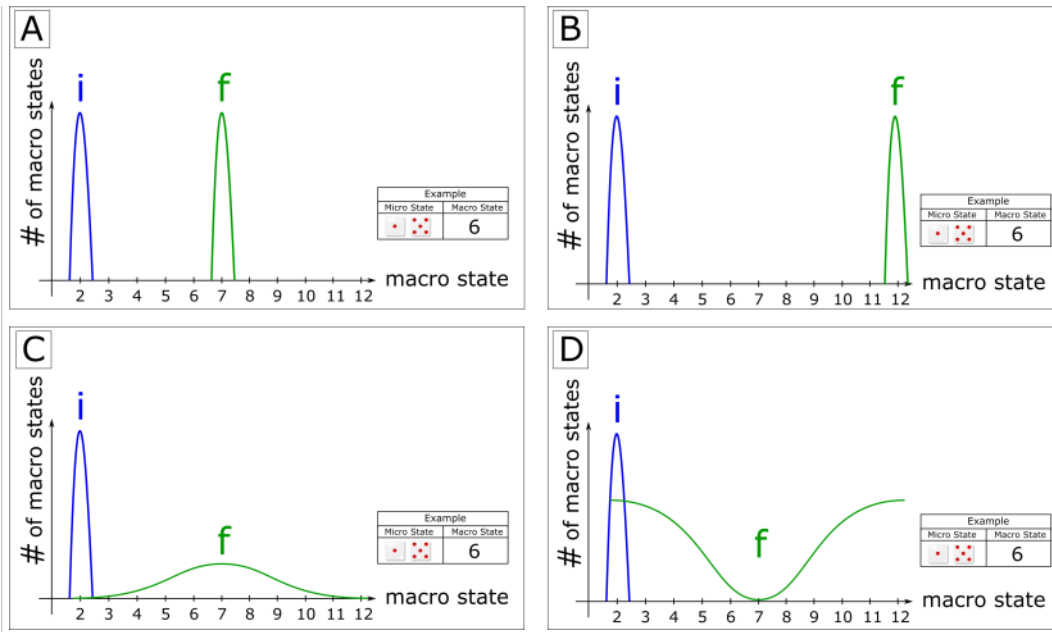 A
i
f
# of macro states
Example
Micro State Macro State
6
macro state
2 3 4 5 6 7 8 9 10 11 12
B
i
f
# of macro states
Example
Micro State Macro State
6
macro state
2 3 4 5 6 7 8 9 10 11 12
C
i
f
# of macro states
Example
Micro State Macro State
6
macro state
2 3 4 5 6 7 8 9 10 11 12
D
i
f
# of macro states
Example
Micro State Macro State
6
macro state
2 3 4 5 6 7 8 9 10 11 12